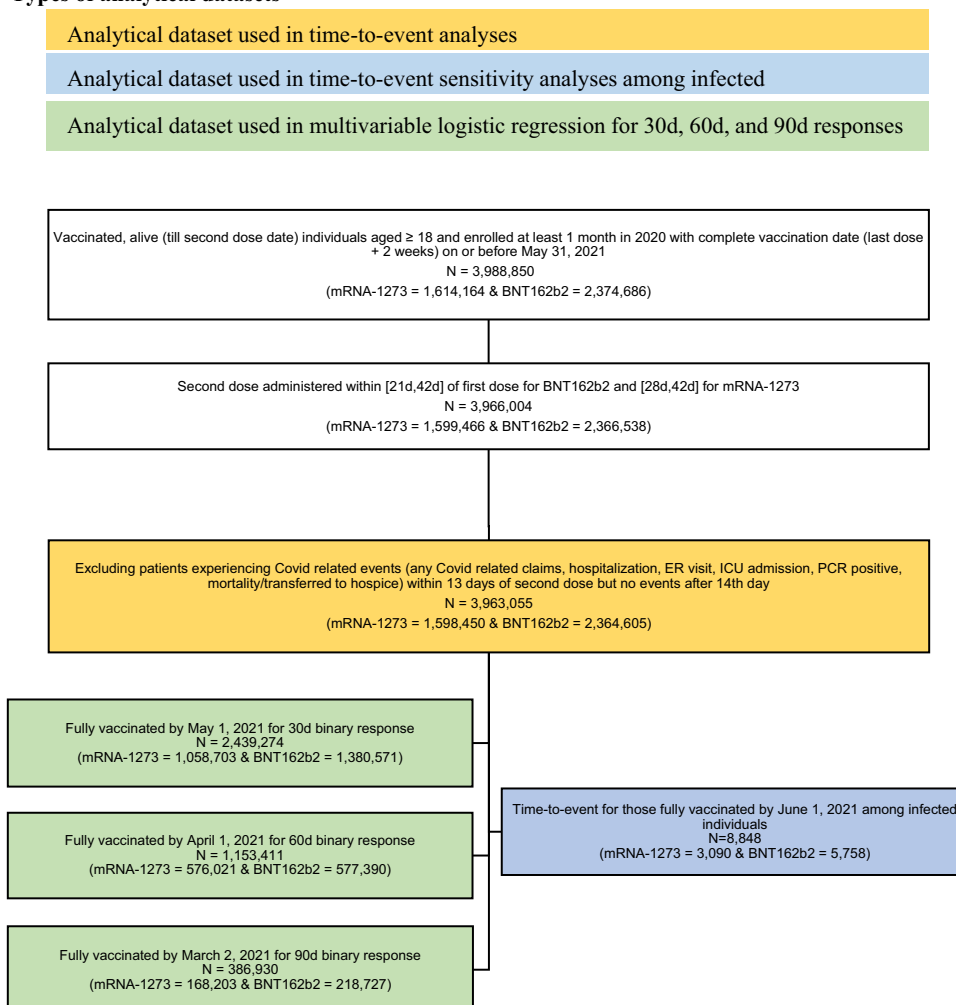 Types of analytical datasets
Analytical dataset used in time-to-event analyses
Analytical dataset used in time-to-event sensitivity analyses among infected
Analytical dataset used in multivariable logistic regression for 30d, 60d, and 90d responses
Vaccinated, alive (till second dose date) individuals aged ≥ 18 and enrolled at least 1 month in 2020 with complete vaccination date (last dose
+ 2 weeks) on or before May 31, 2021
N = 3,988,850
(mRNA-1273 = 1,614,164 & BNT162b2 = 2,374,686)
Second dose administered within [21d,42d] of first dose for BNT162b2 and [28d,42d] for mRNA-1273
N = 3,966,004
(mRNA-1273 = 1,599,466 & BNT162b2 = 2,366,538)
Excluding patients experiencing Covid related events (any Covid related claims, hospitalization, ER visit, ICU admission, PCR positive,
mortality/transferred to hospice) within 13 days of second dose but no events after 14th day
N = 3,963,055
(mRNA-1273 = 1,598,450 & BNT162b2 = 2,364,605)
Fully vaccinated by May 1, 2021 for 30d binary response
N = 2,439,274
(mRNA-1273 = 1,058,703 & BNT162b2 = 1,380,571)
Time-to-event for those fully vaccinated by June 1, 2021 among infected
individuals
N=8,848
(mRNA-1273 = 3,090 & BNT162b2 = 5,758)
Fully vaccinated by April 1, 2021 for 60d binary response
N = 1,153,411
(mRNA-1273 = 576,021 & BNT162b2 = 577,390)
Fully vaccinated by March 2, 2021 for 90d binary response
N = 386,930
(mRNA-1273 = 168,203 & BNT162b2 = 218,727)